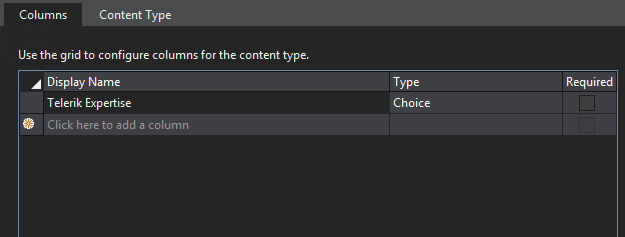 Columns Content Type
Use the grid to configure columns for the content type.
Display Name Type Required
Telerik Expertise Choice
Click here to add a column